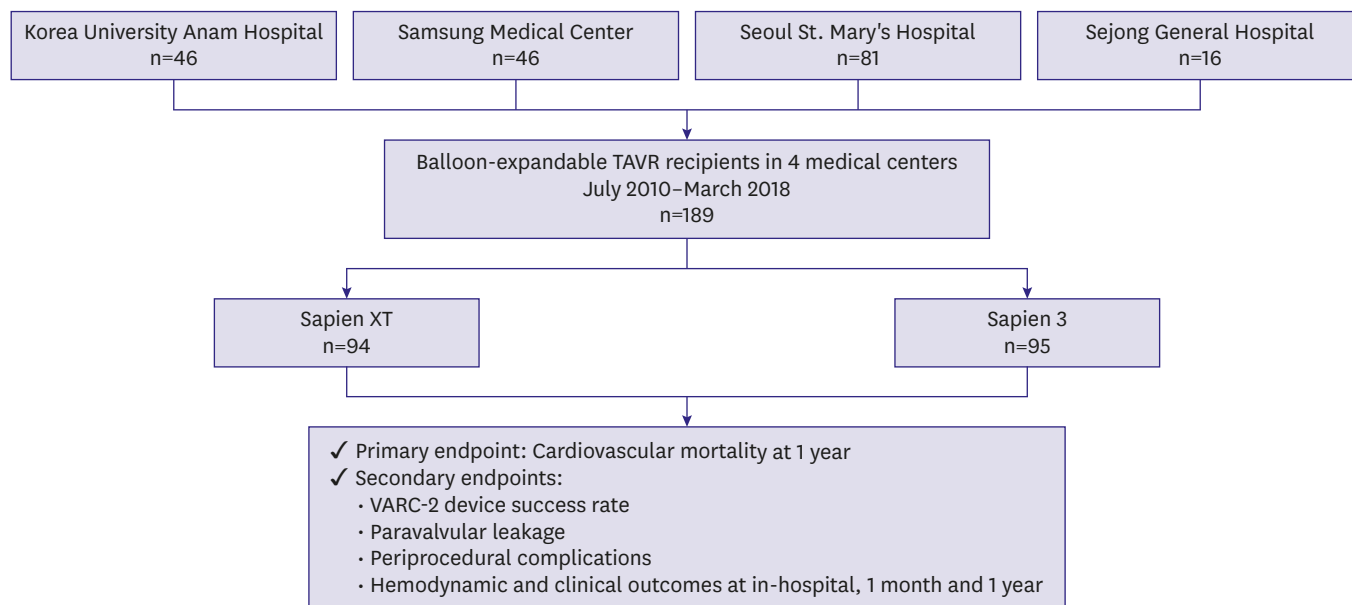 Korea University Anam Hospital
n=46
Samsung Medical Center
n=46
Seoul St. Mary's Hospital
n=81
Sejong General Hospital
n=16
Balloon-expandable TAVR recipients in 4 medical centers
July 2010–March 2018
n=189
Sapien XT
n=94
Sapien 3
n=95
✓ Primary endpoint: Cardiovascular mortality at 1 year
✓ Secondary endpoints:
· VARC-2 device success rate
· Paravalvular leakage
· Periprocedural complications
· Hemodynamic and clinical outcomes at in-hospital, 1 month and 1 year